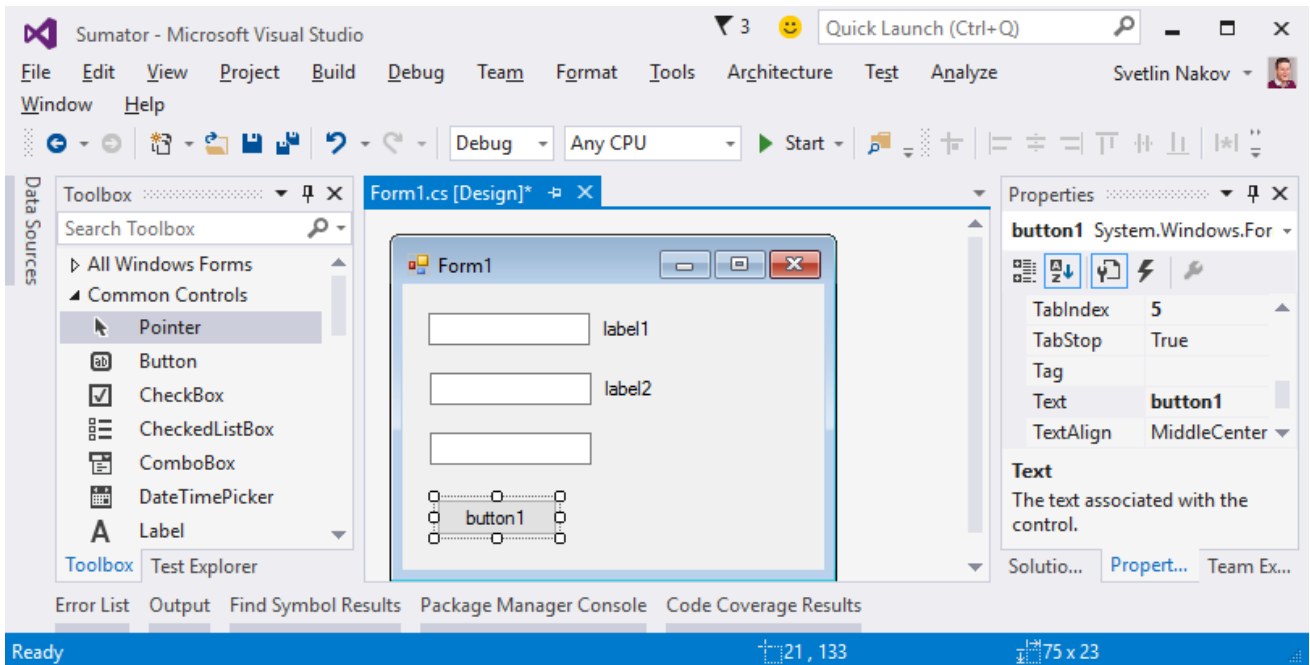 Sumator - Microsoft Visual Studio
3
Quick Launch (Ctrl+Q)
File Edit View Project Build Debug Team Format Tools Architecture Test Analyze
Svetlin Nakov
Window Help
Debug
Any CPU
Start
Data Sources
Toolbox
Search Toolbox
All Windows Forms
Common Controls
Pointer
Button
CheckBox
CheckedListBox
ComboBox
DateTimePicker
A Label
Toolbox Test Explorer
Form1.cs [Design]*
Form1
label1
label2
button1
Properties
button1 System.Windows.For
TabIndex 5
TabStop True
Tag
Text button1
TextAlign MiddleCenter
Text
The text associated with the
control.
Solutio... Propert... Team Ex...
Error List Output Find Symbol Results Package Manager Console Code Coverage Results
Ready
21 , 133
75 x 23